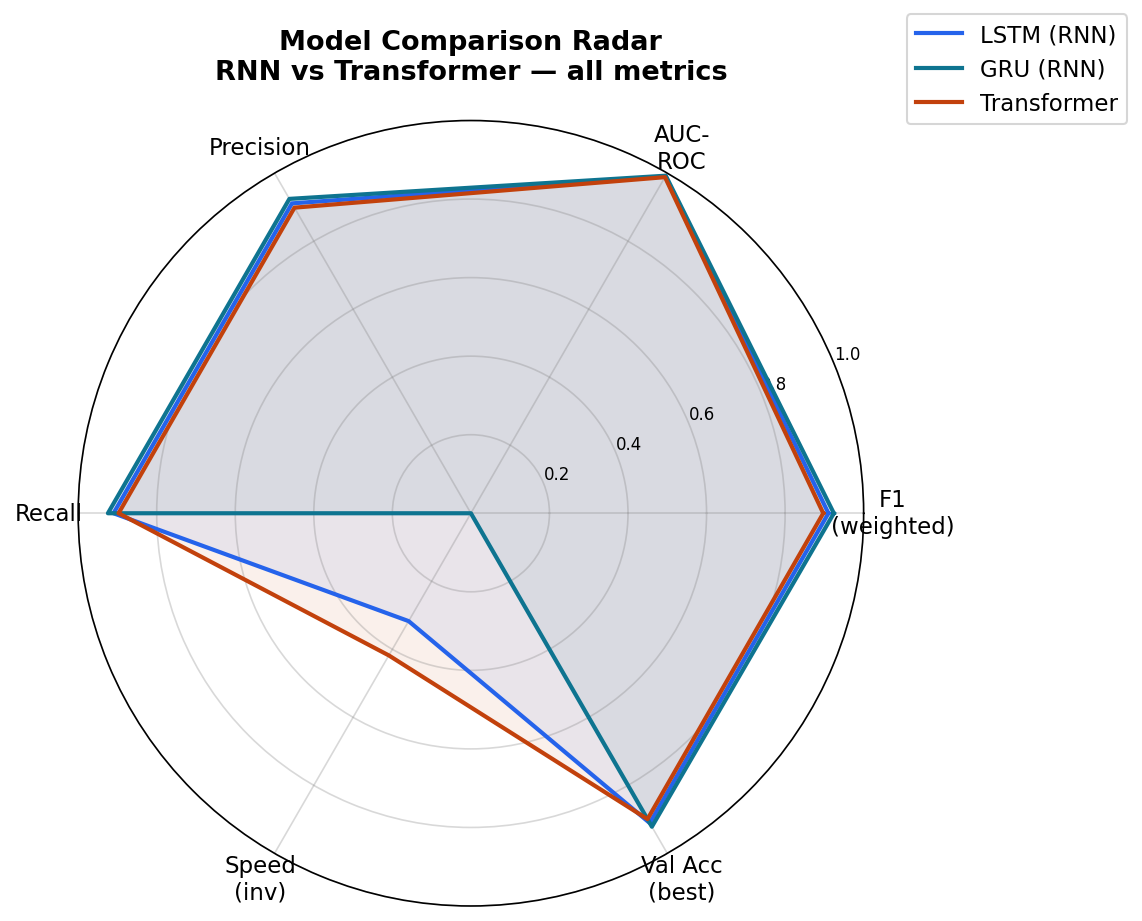 Model Comparison Radar
RNN vs Transformer — all metrics
LSTM (RNN)
GRU (RNN)
Transformer
Precision
AUC-
ROC
1.0
8
0.6
0.4
0.2
Recall
F1
(weighted)
Speed
(inv)
Val Acc
(best)